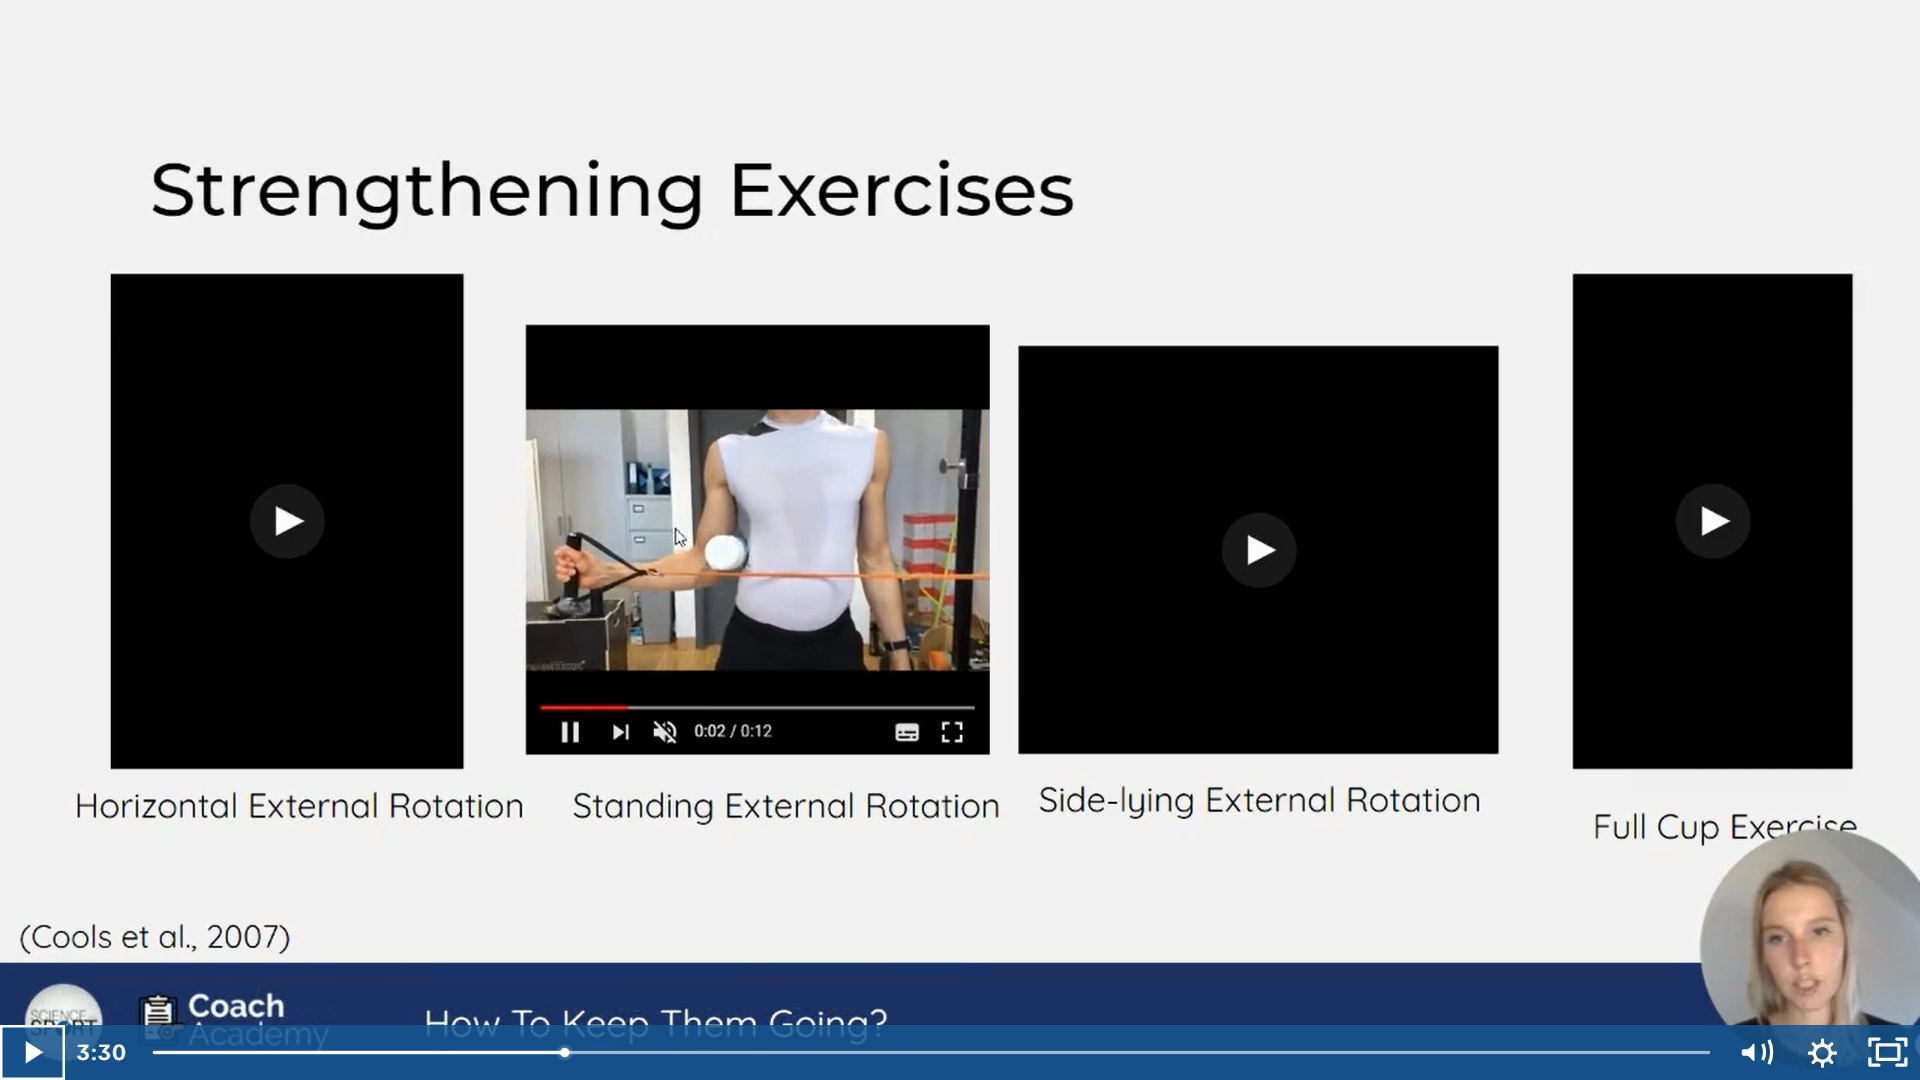 Strengthening Exercises
0:02 / 0:12
Horizontal External Rotation
Standing External Rotation
Side-lying External Rotation
Full Cup Exercise
(Cools et al., 2007)
SCIENCE
SPORT
Coach
Academy
How To Keep Them Going?
3:30